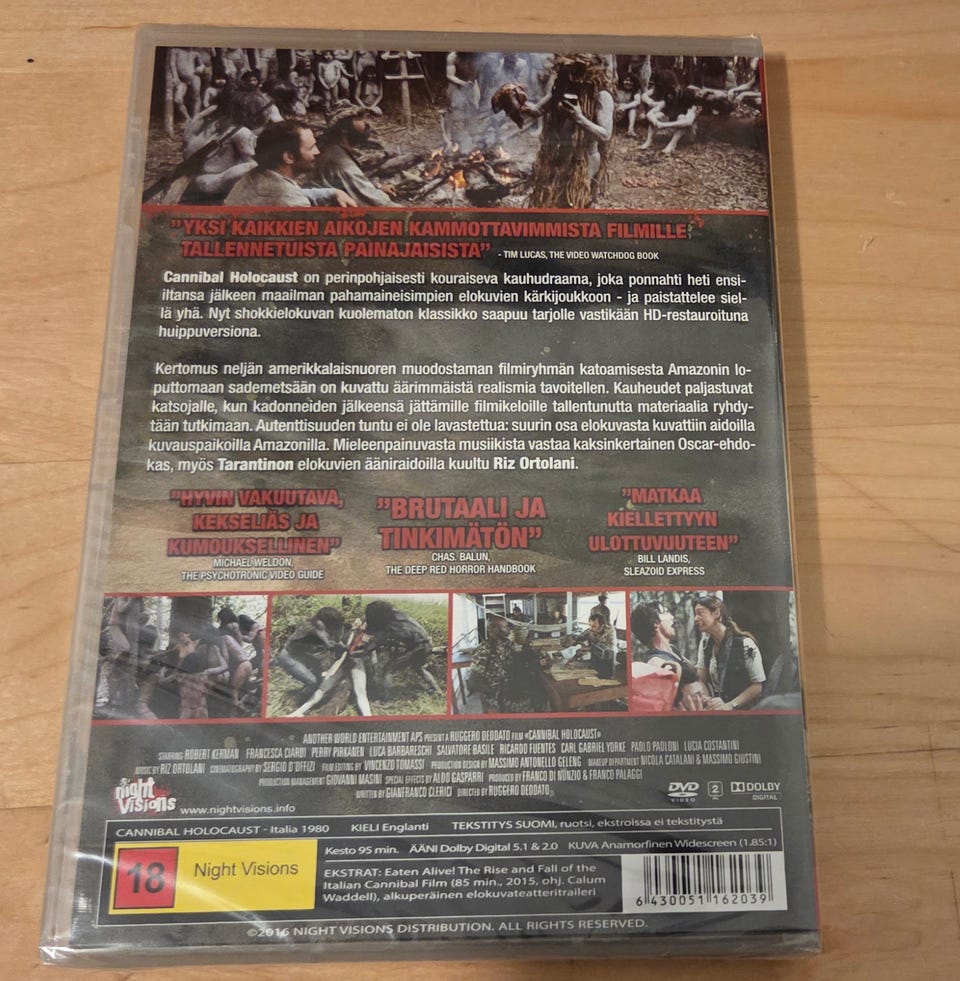 "YKSI KAIKKIEN AIKOJEN KAMMOTTAVIMMISTA FILMILLE
TALLENNETUISTA PAINAJAISISTA" - TIM LUCAS, THE VIDEO WATCHDOG BOOK
Cannibal Holocaust on perinpohjaisesti kouraiseva kauhudraama, joka ponnahti heti ensi-
iltansa jälkeen maailman pahamaineisimpien elokuvien kärkijoukkoon - ja paistattelee siel-
lä yhä. Nyt shokkielokuvan kuolematon klassikko saapuu tarjolle vastikään HD-restauroituna
huippuversiona.
Kertomus neljän amerikkalaisnuoren muodostaman filmiryhmän katoamisesta Amazonin lo-
puttomaan sademetsään on kuvattu äärimmäistä realismia tavoitellen. Kauheudet paljastuvat
katsojalle, kun kadonneiden jälkeensä jättämille filmikeloille tallentunutta materiaalia ryhdy-
tään tutkimaan. Autenttisuuden tuntu ei ole lavastettua: suurin osa elokuvasta kuvattiin aidoilla
kuvauspaikoilla Amazonilla. Mieleenpainuvasta musiikista vastaa kaksinkertainen Oscar-ehdo-
kas, myös Tarantinon elokuvien ääniraidoilla kuultu Riz Ortolani.
"HYVIN VAKUUTAVA,
KEKSELIÄS JA
KUMOUKSELLINEN"
MICHAEL WELDON,
THE PSYCHOTRONIC VIDEO GUIDE
"BRUTAALI JA
TINKIMÄTÖN"
CHAS. BALUN,
THE DEEP RED HORROR HANDBOOK
"MATKAA
KIELLETTYYN
ULOTTUVUUTEEN"
BILL LANDIS,
SLEAZOID EXPRESS
ANOTHER WORLD ENTERTAINMENT APS PRESENT A RUGGERO DEODATO FILM «CANNIBAL HOLOCAUST»
STARRING ROBERT KERMAN FRANCESCA CIARDI PERRY PIRKANEN LUCA BARBARESCHI SALVATORE BASILE RICARDO FUENTES CARL GABRIEL YORKE PAOLO PAOLONI LUCIA COSTANTINI
MUSIC BY RIZ ORTOLANI CINEMATOGRAPHY BY SERGIO D'OFFIZI FILM EDITING BY VINCENZO TOMASSI PRODUCTION DESIGN BY MASSIMO ANTONELLO GELENG MAKEUP DEPARTMENT NICOLA CATALANI & MASSIMO GIUSTINI
PRODUCTION MANAGEMENT GIOVANNI MASINI SPECIAL EFFECTS BY ALDO GASPARRI PRODUCED BY FRANCO DI NUNZIO & FRANCO PALAGGI
WRITTEN BY GIANFRANCO CLERICI DIRECTED BY RUGGERO DEODATO
night
Visions
www.nightvisions.info
DVD
VIDEO
2
DOLBY
DIGITAL
CANNIBAL HOLOCAUST - Italia 1980 KIELI Englanti TEKSTITYS SUOMI, ruotsi, ekstroissa ei tekstitystä
18
Night Visions
Kesto 95 min. ÄÄNI Dolby Digital 5.1 & 2.0 KUVA Anamorfinen Widescreen (1.85:1)
EKSTRAT: Eaten Alive! The Rise and Fall of the
Italian Cannibal Film (85 min., 2015, ohj. Calum
Waddell), alkuperäinen elokuvateatteritraileri
6 430051 162039
©2016 NIGHT VISIONS DISTRIBUTION. ALL RIGHTS RESERVED.